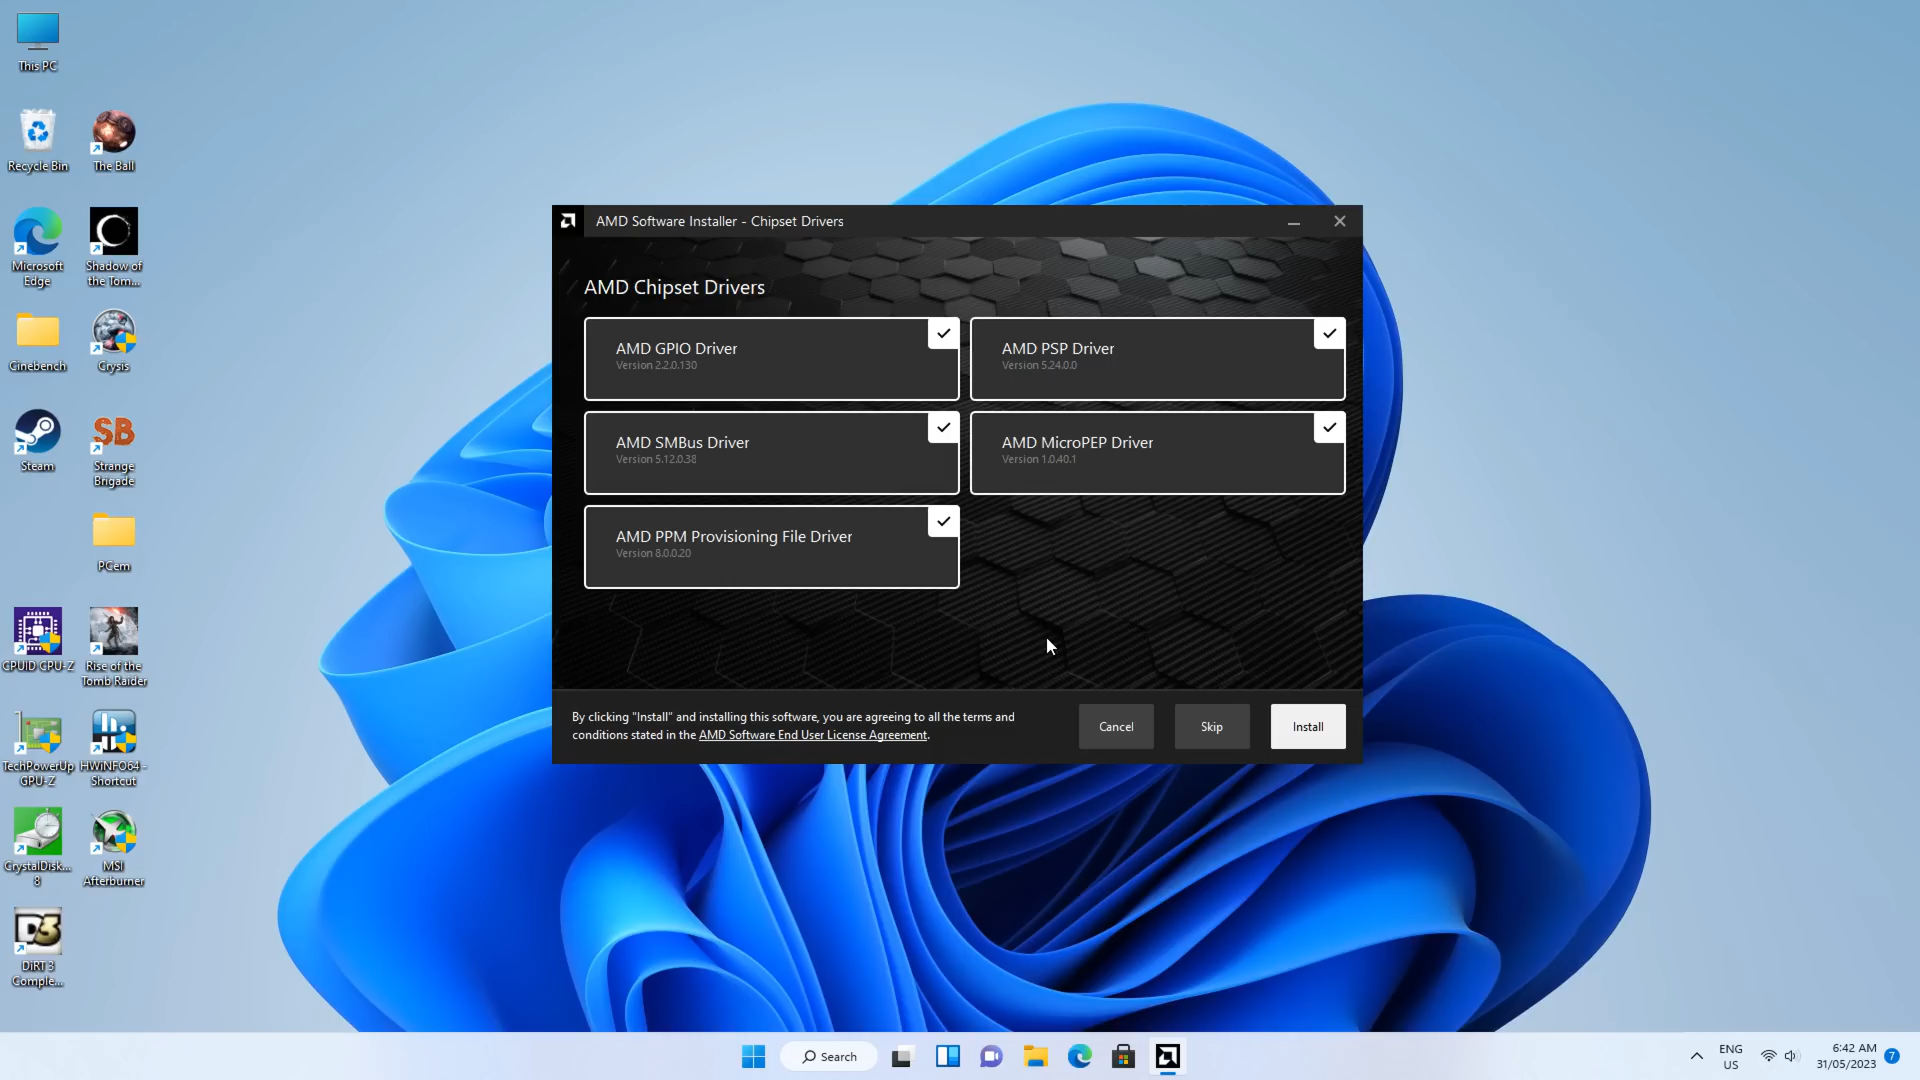 This PC
Recycle Bin
The Ball
Microsoft
Edge
Shadow of
the Tom...
Cinebench
Crysis
Steam
SB
Strange
Brigade
PCem
CPUID CPU-Z
Rise of the
Tomb Raider
TechPowerUp
GPU-Z
HWiNFO64 -
Shortcut
CrystalDisk...
8
MSI
Afterburner
D3
DiRT 3
Comple...
AMD Software Installer - Chipset Drivers
AMD Chipset Drivers
AMD GPIO Driver
Version 2.2.0.130
AMD PSP Driver
Version 5.24.0.0
AMD SMBus Driver
Version 5.12.0.38
AMD MicroPEP Driver
Version 1.0.40.1
AMD PPM Provisioning File Driver
Version 8.0.0.20
By clicking "Install" and installing this software, you are agreeing to all the terms and
conditions stated in the AMD Software End User License Agreement.
Cancel
Skip
Install
Search
ENG
US
6:42 AM
31/05/2023
7